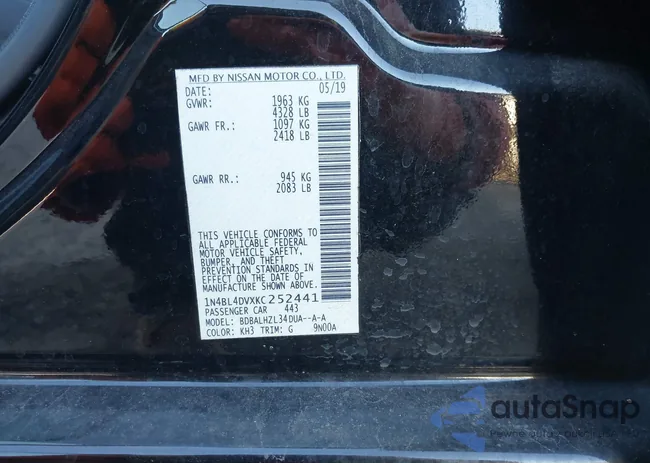 MFD BY NISSAN MOTOR CO., LTD.
DATE: 05/19
GVWR: 1963 KG
4328 LB
GAWR FR.: 1097 KG
2418 LB
GAWR RR.: 945 KG
2083 LB
THIS VEHICLE CONFORMS TO
ALL APPLICABLE FEDERAL
MOTOR VEHICLE SAFETY,
BUMPER, AND THEFT
PREVENTION STANDARDS IN
EFFECT ON THE DATE OF
MANUFACTURE SHOWN ABOVE.
1N4BL4DVXKC252441
PASSENGER CAR 443
MODEL: BDBALHZL34DUA--A-A
COLOR: KH3 TRIM: G 9N00A
autaSnap